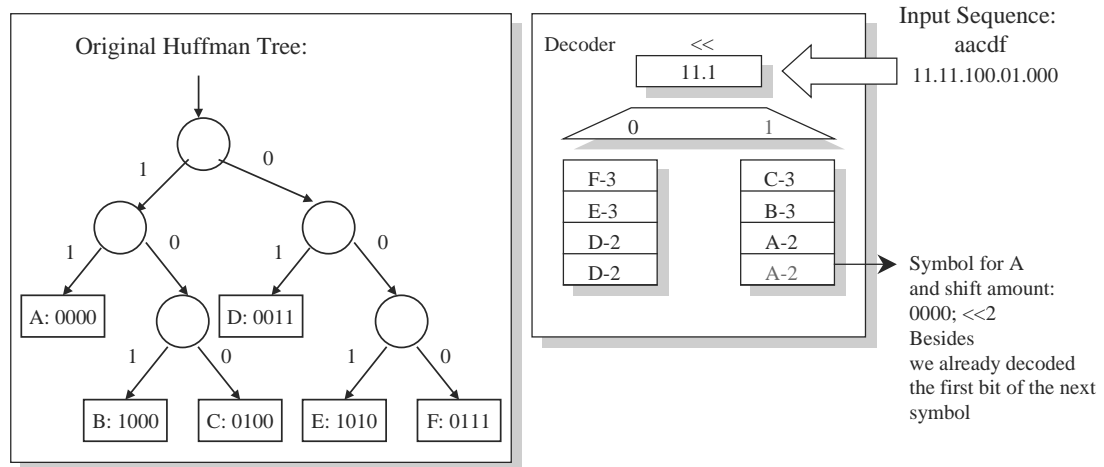 Original Huffman Tree:
1
0
1
0
1
0
A: 0000
D: 0011
1
0
1
0
B: 1000
C: 0100
E: 1010
F: 0111
Decoder
<<
11.1
0
1
F-3
E-3
D-2
D-2
C-3
B-3
A-2
A-2
Input Sequence:
aacdf
11.11.100.01.000
Symbol for A
and shift amount:
0000; <<2
Besides
we already decoded
the first bit of the next
symbol